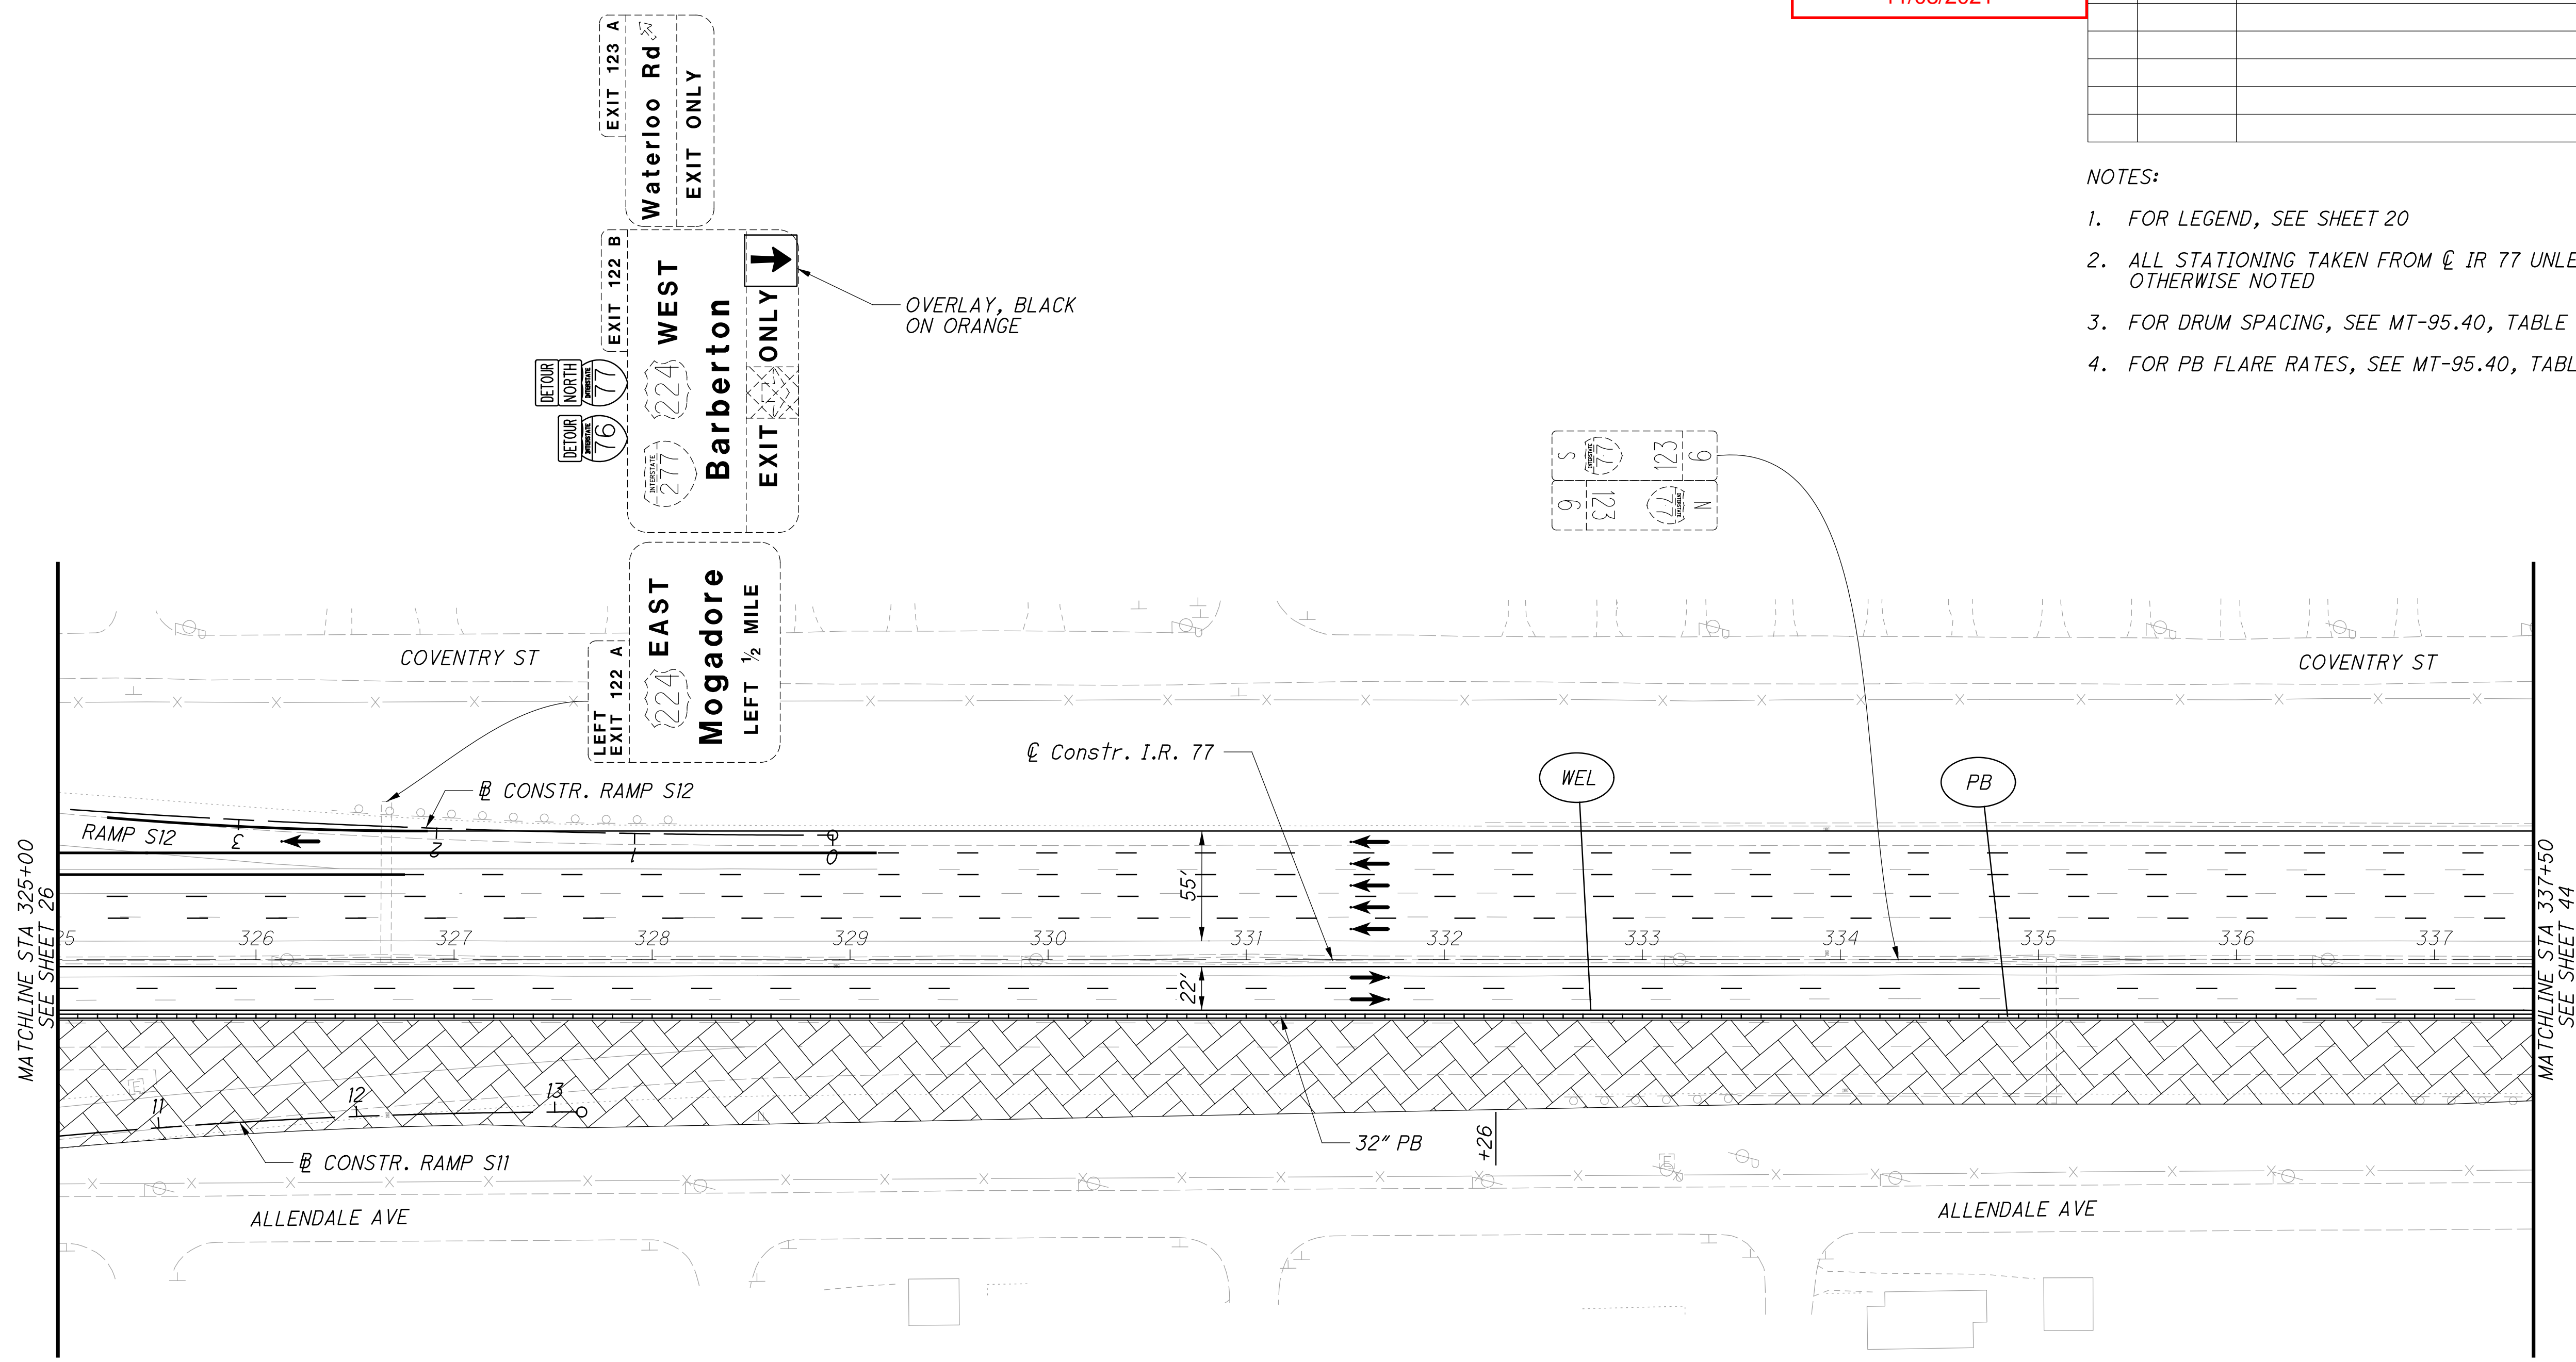 EXIT 123 A
Waterloo Rd
EXIT ONLY
EXIT 122 B
WEST
INTERSTATE
277
224
Barberton
EXIT ONLY
DETOUR
NORTH
INTERSTATE
77
DETOUR
INTERSTATE
76
OVERLAY, BLACK
ON ORANGE
LEFT
EXIT 122 A
224 EAST
Mogadore
LEFT ½ MILE
NOTES:
1. FOR LEGEND, SEE SHEET 20
2. ALL STATIONING TAKEN FROM ℄ IR 77
OTHERWISE NOTED
3. FOR DRUM SPACING, SEE MT-95.40, TABLE
4. FOR PB FLARE RATES, SEE MT-95.40,
S
INTERSTATE
77
123
6
N
INTERSTATE
77
123
6
COVENTRY ST
COVENTRY ST
℄ Constr. I.R. 77
WEL
PB
CONSTR. RAMP S12
RAMP S12
3
2
1
0
MATCHLINE STA 325+00
SEE SHEET 26
55'
326
327
328
329
330
331
332
333
334
335
336
337
22'
MATCHLINE STA 337+50
SEE SHEET 44
E
11
12
13
32" PB
+26
CONSTR. RAMP S11
E
ALLENDALE AVE
ALLENDALE AVE